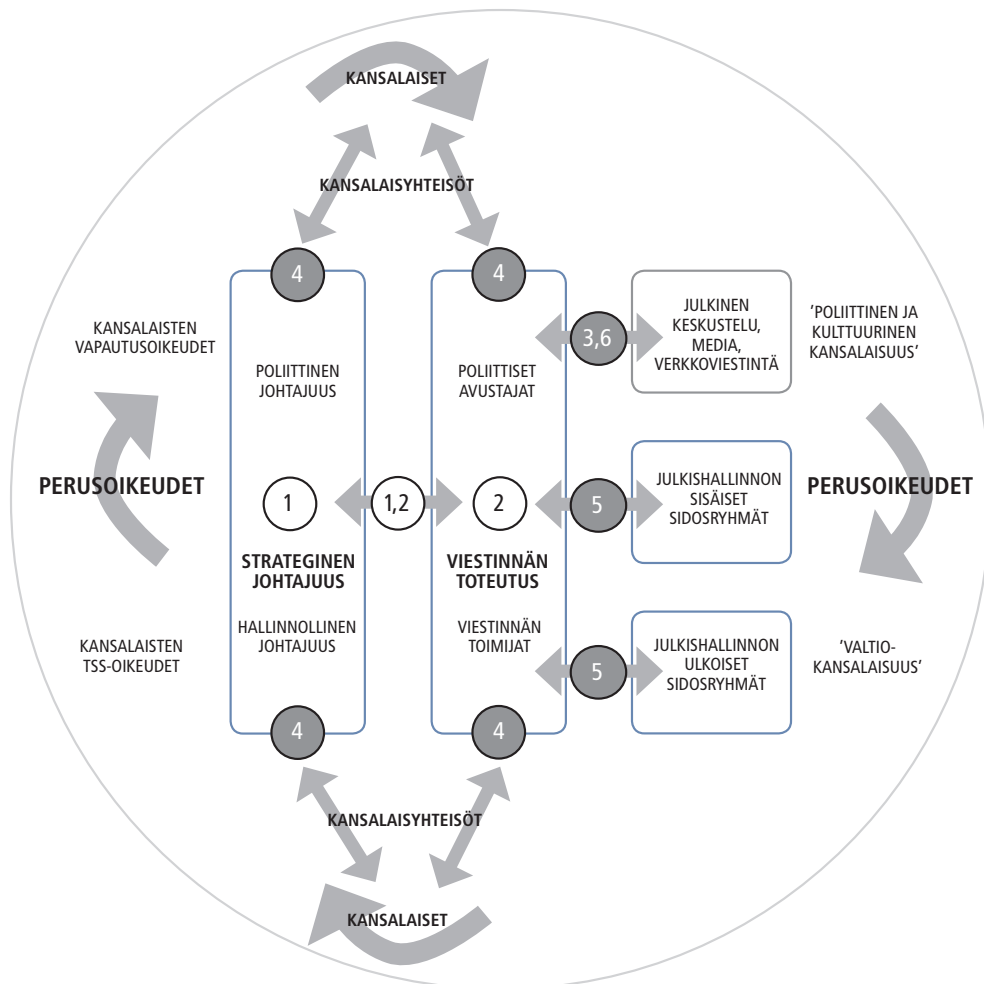 KANSALAISET
KANSALAISYHTEISÖT
4
4
KANSALAISTEN
VAPAUTUSOIKEUDET
POLIITTINEN
JOHTAJUUS
POLIITTISET
AVUSTAJAT
3,6
JULKINEN
KESKUSTELU,
MEDIA,
VERKKOVIESTINTÄ
'POLIITTINEN JA
KULTTUURINEN
KANSALAISUUS'
PERUSOIKEUDET
1
1,2
2
5
JULKISHALLINNON
SISÄISET
SIDOSRYHMÄT
PERUSOIKEUDET
STRATEGINEN
JOHTAJUUS
VIESTINNÄN
TOTEUTUS
KANSALAISTEN
TSS-OIKEUDET
HALLINNOLLINEN
JOHTAJUUS
VIESTINNÄN
TOIMIJAT
5
JULKISHALLINNON
ULKOISET
SIDOSRYHMÄT
'VALTIO-
KANSALAISUUS'
4
4
KANSALAISYHTEISÖT
KANSALAISET